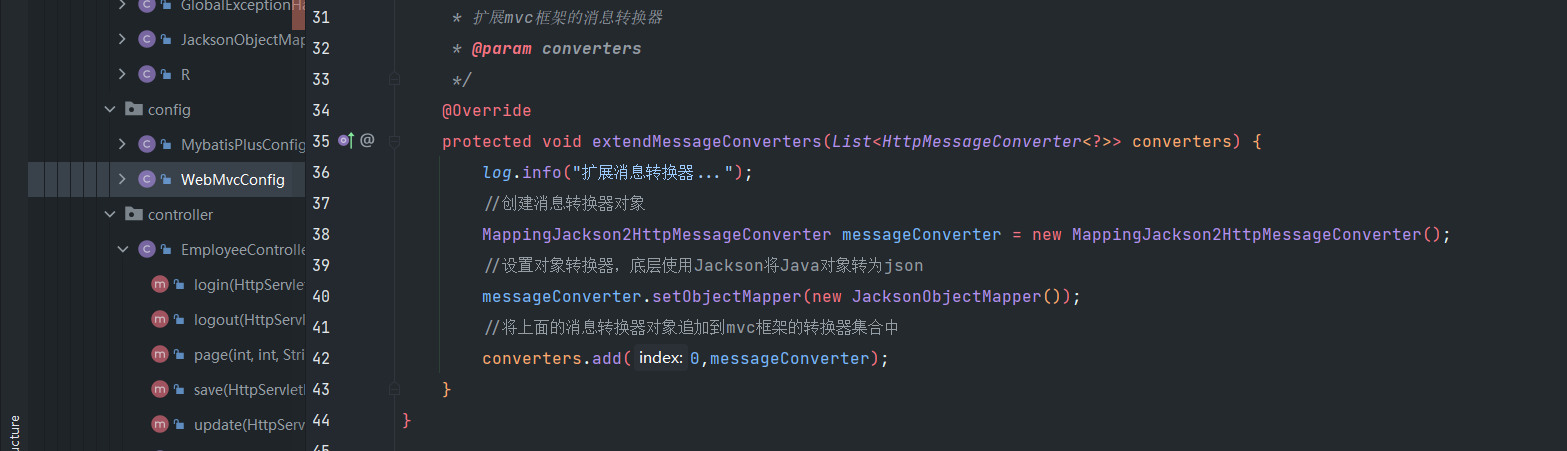 GlobalExceptionHa
JacksonObjectMap
R
config
MybatisPlusConfig
WebMvcConfig
controller
EmployeeControlle
login(HttpServlet
logout(HttpServl
page(int, int, Stri
save(HttpServletl
update(HttpServ
ucture
31 * 扩展mvc框架的消息转换器
32 * @param converters
33 */
34 @Override
35 @ protected void extendMessageConverters(List<HttpMessageConverter<?>> converters) {
36 log.info("扩展消息转换器...");
37 //创建消息转换器对象
38 MappingJackson2HttpMessageConverter messageConverter = new MappingJackson2HttpMessageConverter();
39 //设置对象转换器，底层使用Jackson将Java对象转为json
40 messageConverter.setObjectMapper(new JacksonObjectMapper());
41 //将上面的消息转换器对象追加到mvc框架的转换器集合中
42 converters.add( index: 0,messageConverter);
43 }
44 }
45